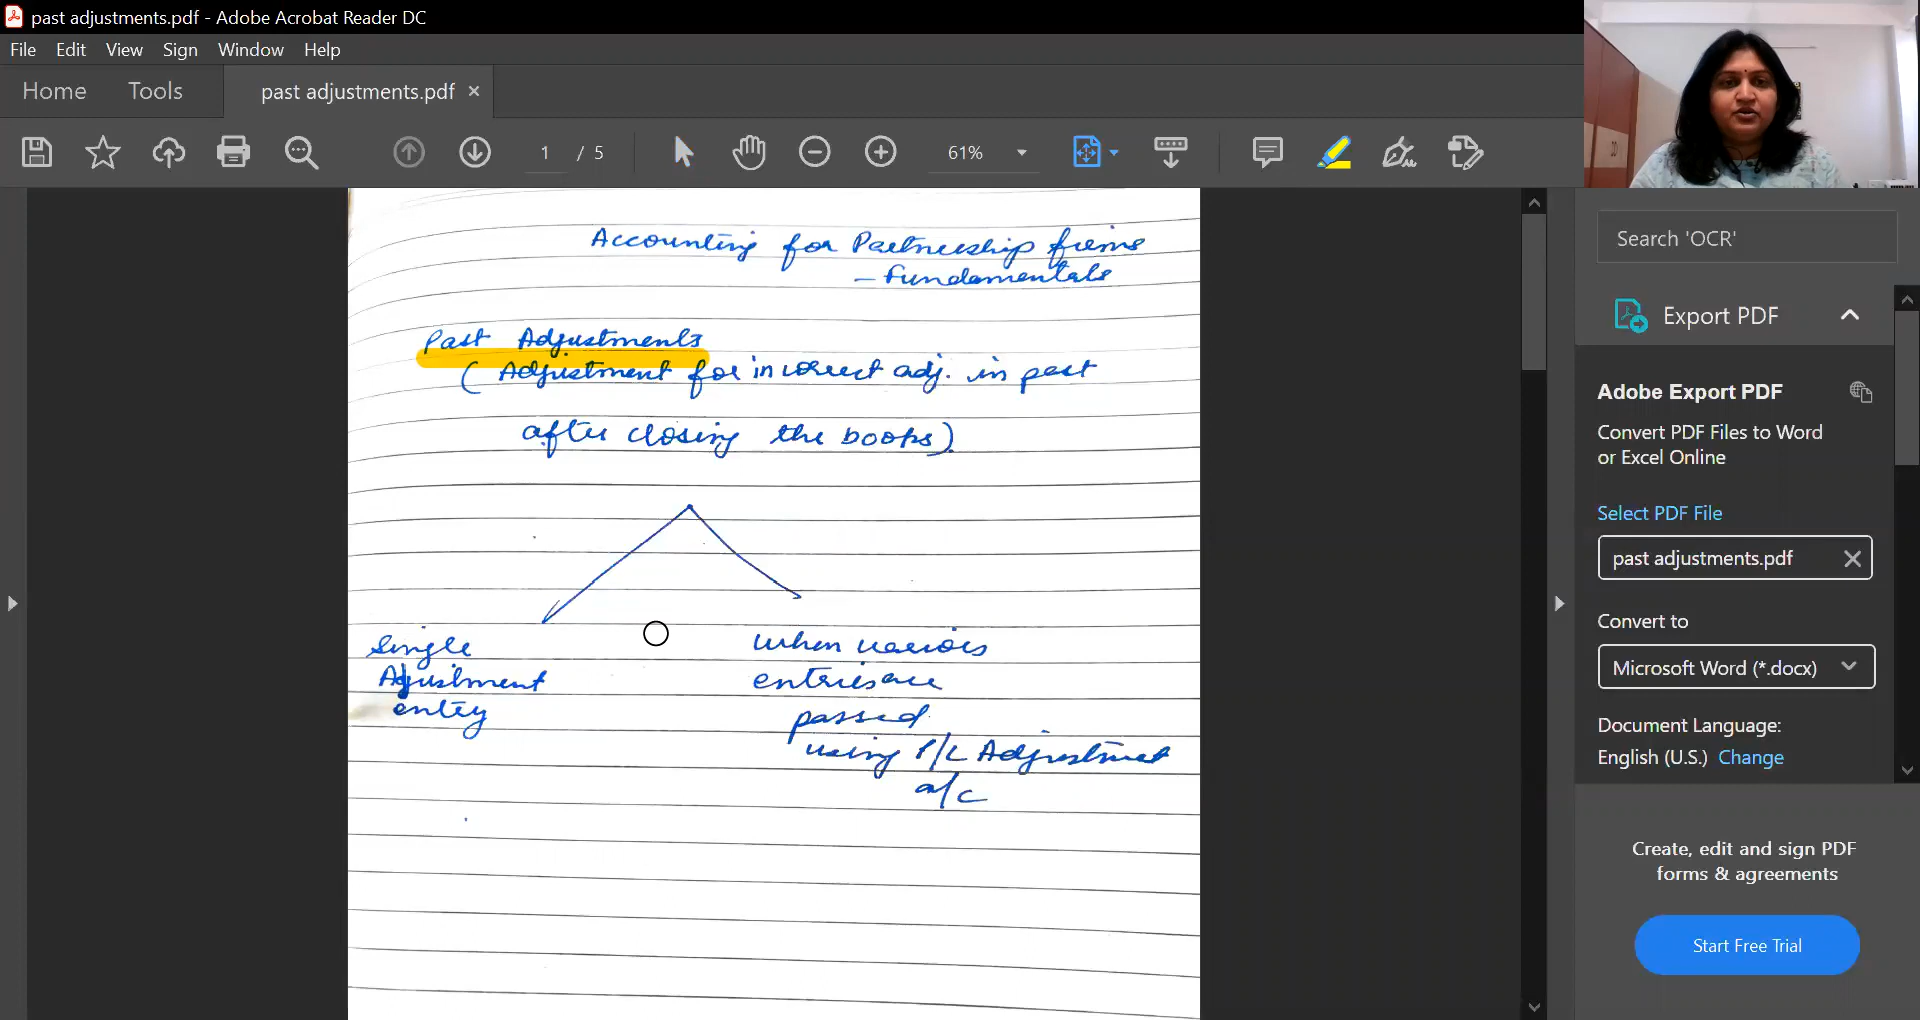 past adjustments.pdf - Adobe Acrobat Reader DC
File Edit View Sign Window Help
Home Tools past adjustments.pdf ×
1 / 5 61%
Accounting for Partnership firms
– Fundamentals
Past Adjustments
( Adjustment for incorrect adj. in past
after closing the books).
Single
Adjustment
entry
When various
entries are
passed
using P/L Adjustment
a/c
Search 'OCR'
Export PDF
Adobe Export PDF
Convert PDF Files to Word
or Excel Online
Select PDF File
past adjustments.pdf
Convert to
Microsoft Word (*.docx)
Document Language:
English (U.S.) Change
Create, edit and sign PDF
forms & agreements
Start Free Trial